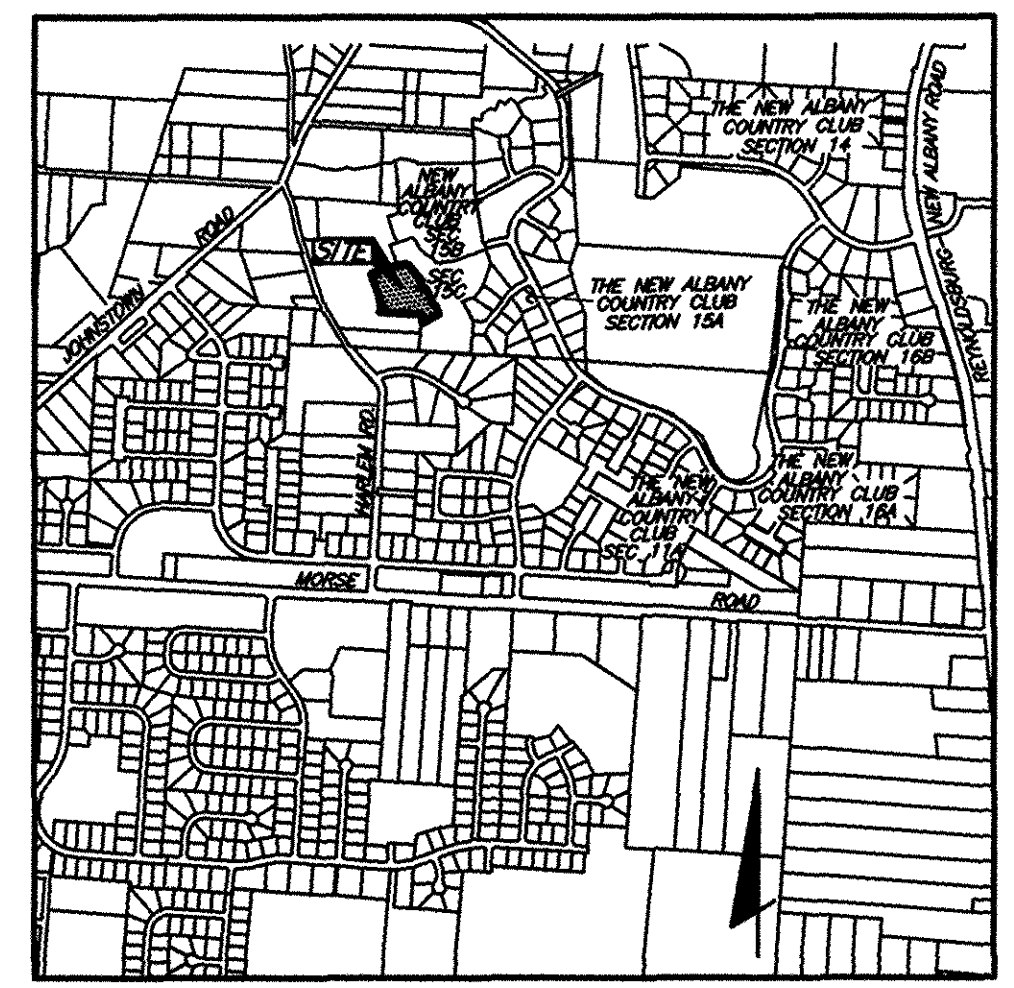 THE NEW ALBANY
COUNTRY CLUB
SECTION 14
NEW ALBANY ROAD
NEW
ALBANY
COUNTRY
CLUB
SEC
15B
ROAD
JOHNSTOWN
SITE
SEC
15C
THE NEW ALBANY
COUNTRY CLUB
SECTION 15A
REYNOLDSBURG-NEW ALBANY ROAD
THE NEW
ALBANY
COUNTRY CLUB
SECTION 16B
HARLEM RD.
THE NEW
ALBANY
COUNTRY
CLUB
SEC 11A
THE NEW
ALBANY
COUNTRY CLUB
SECTION 16A
MORSE
ROAD